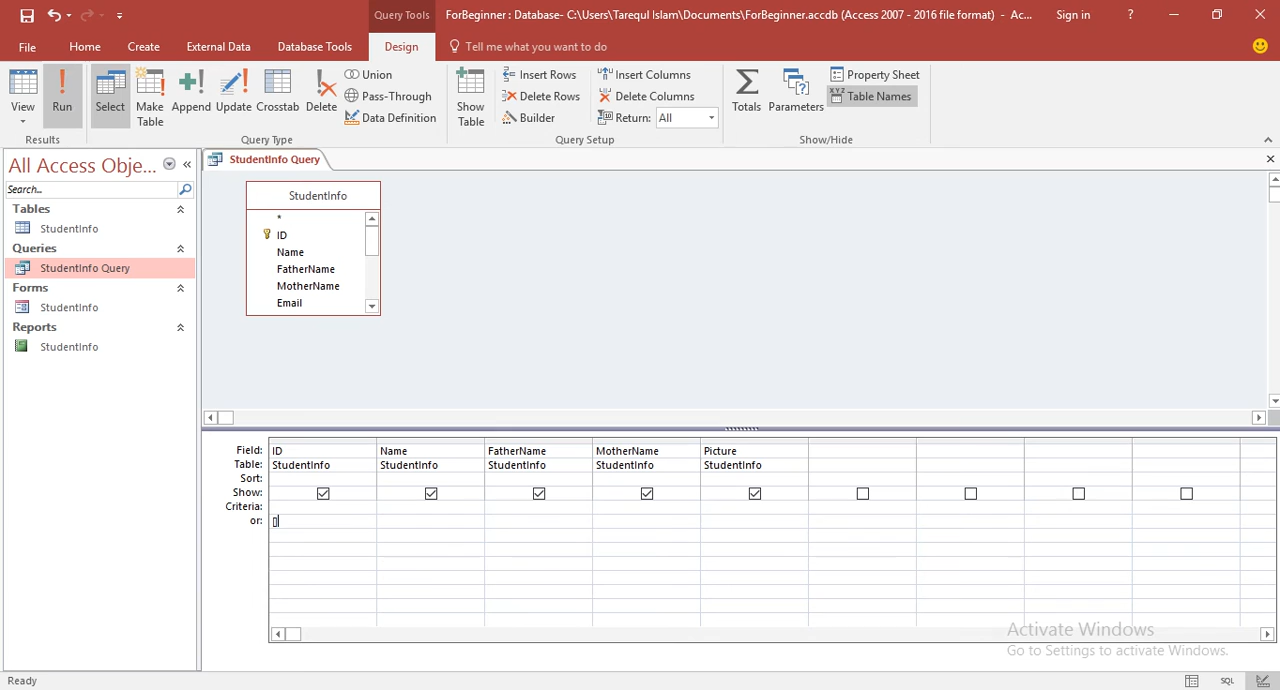 Query Tools
ForBeginner : Database- C:\Users\Tarequl Islam\Documents\ForBeginner.accdb (Access 2007 - 2016 file format) - Ac...
Sign in
?
File
Home
Create
External Data
Database Tools
Design
Tell me what you want to do
View
Run
Select
Make Table
Append
Update
Crosstab
Delete
Union
Pass-Through
Data Definition
Show Table
Insert Rows
Delete Rows
Builder
Insert Columns
Delete Columns
Return: All
Totals
Parameters
Property Sheet
Table Names
Results
Query Type
Query Setup
Show/Hide
All Access Obje...
Search...
Tables
StudentInfo
Queries
StudentInfo Query
Forms
StudentInfo
Reports
StudentInfo
StudentInfo Query
StudentInfo
*
ID
Name
FatherName
MotherName
Email
Field: ID Name FatherName MotherName Picture
Table: StudentInfo StudentInfo StudentInfo StudentInfo StudentInfo
Sort:
Show:
Criteria:
or: []
Activate Windows
Go to Settings to activate Windows.
Ready
SQL